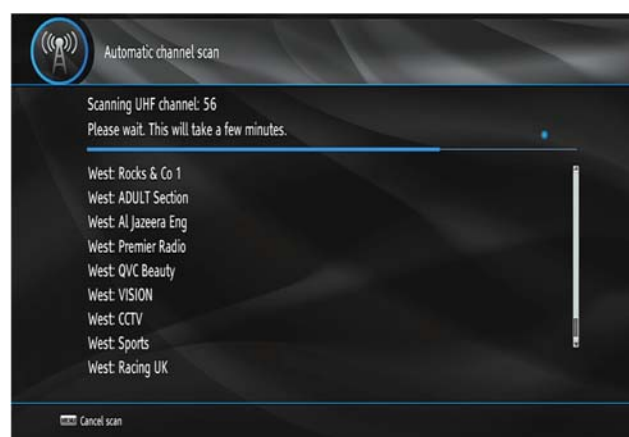 Automatic channel scan
Scanning UHF channel: 56
Please wait. This will take a few minutes.
West: Rocks & Co 1
West: ADULT Section
West: Al Jazeera Eng
West: Premier Radio
West: QVC Beauty
West: VISION
West: CCTV
West: Sports
West: Racing UK
MENU Cancel scan